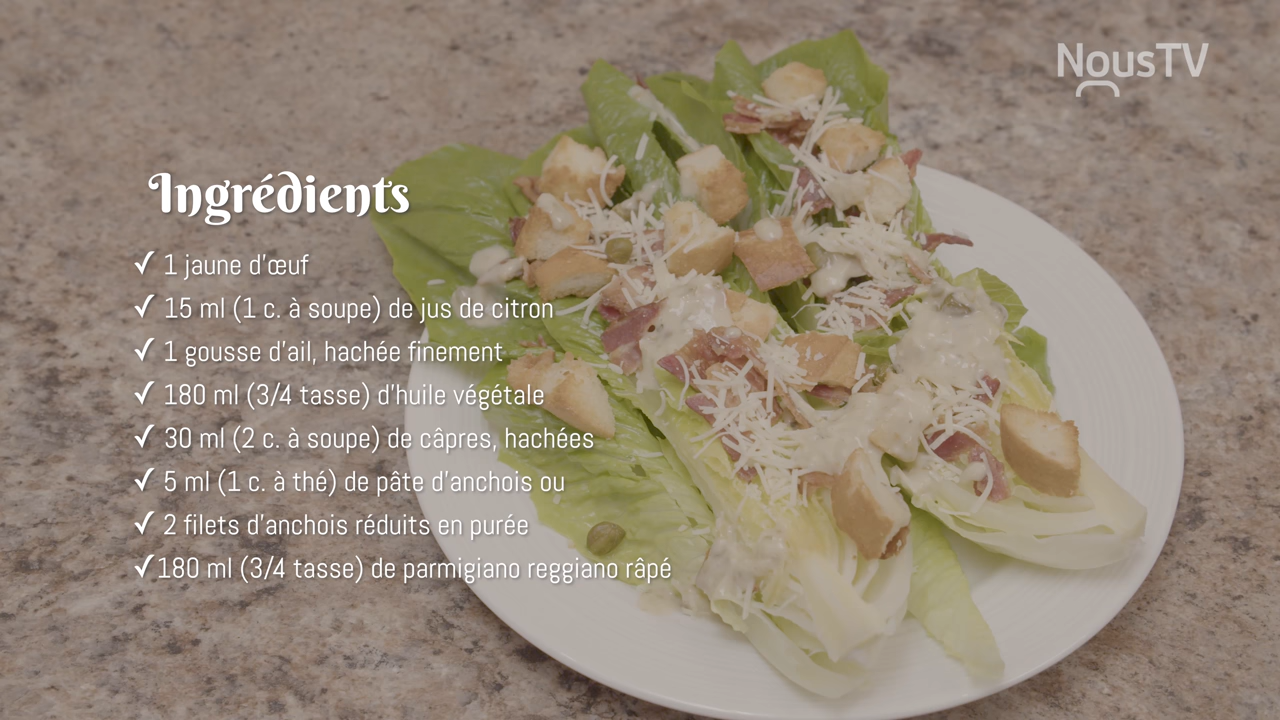 NousTV
Ingrédients
✓ 1 jaune d'œuf
✓ 15 ml (1 c. à soupe) de jus de citron
✓ 1 gousse d'ail, hachée finement
✓ 180 ml (3/4 tasse) d'huile végétale
✓ 30 ml (2 c. à soupe) de câpres, hachées
✓ 5 ml (1 c. à thé) de pâte d'anchois ou
✓ 2 filets d'anchois réduits en purée
✓180 ml (3/4 tasse) de parmigiano reggiano râpé